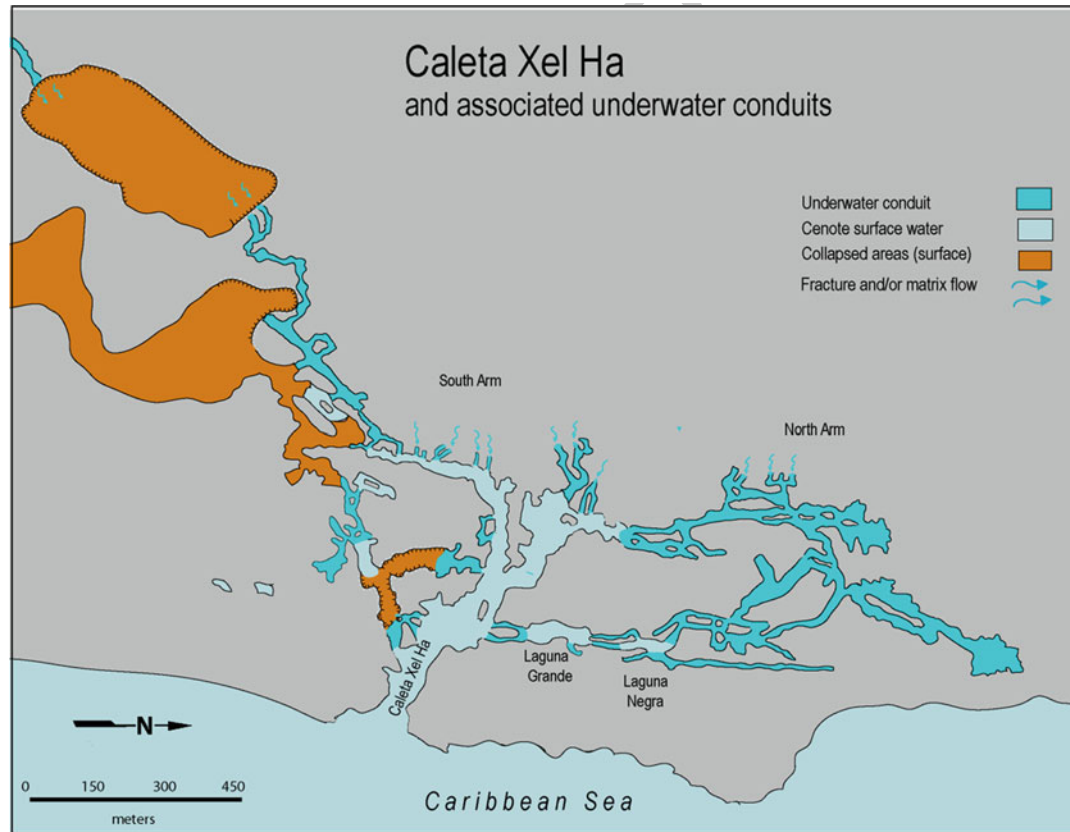 Caleta Xel Ha
and associated underwater conduits
Underwater conduit
Cenote surface water
Collapsed areas (surface)
Fracture and/or matrix flow
South Arm
North Arm
Laguna
Grande
Laguna
Negra
Caleta Xel Ha
N
0 150 300 450
meters
Caribbean Sea